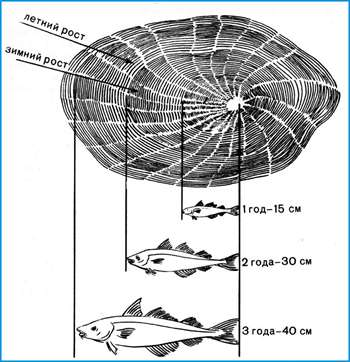 летний рост
зимний рост
1 год–15 см
2 года–30 см
3 года–40 см